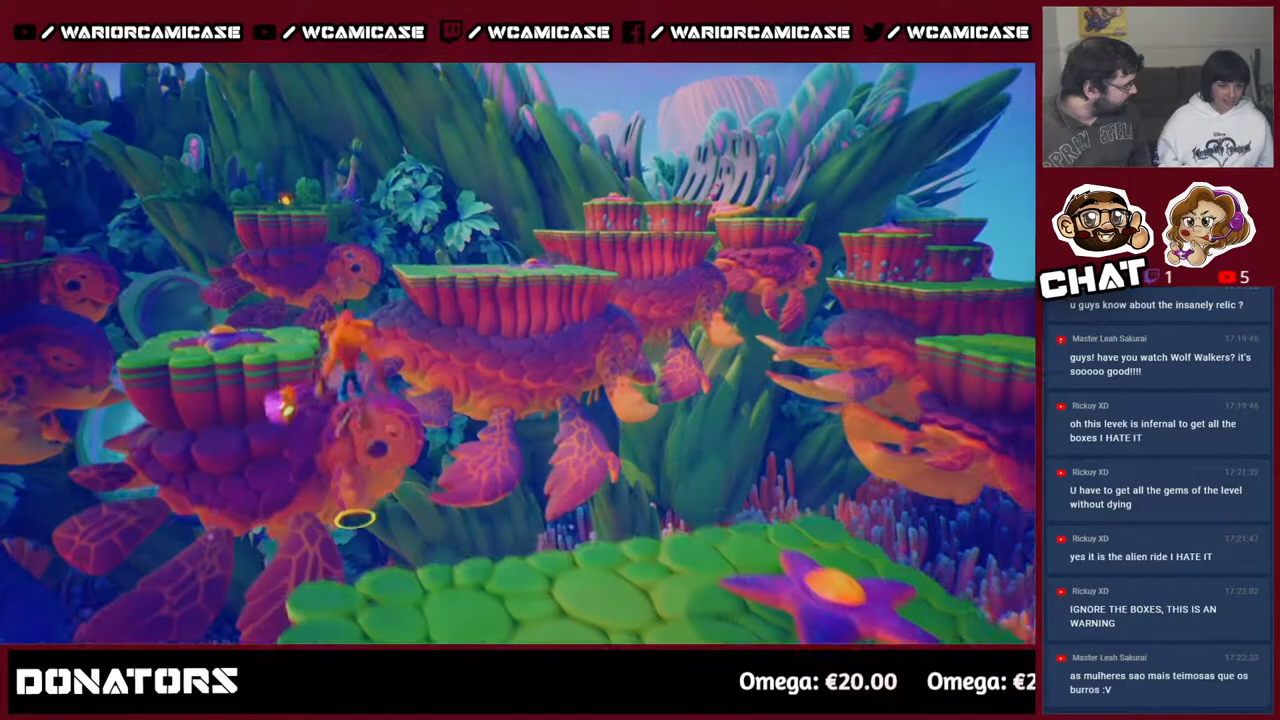 / WARIORCAMICASE / WCAMICASE / WCAMICASE / WARIORCAMICASE / WCAMICASE
Disney
CHAT 1 5
u guys know about the insanely relic ?
Master Leah Sakurai 17:19:46
guys! have you watch Wolf Walkers? it's
sooooo good!!!!
Rickuy XD 17:19:46
oh this levek is infernal to get all the
boxes I HATE IT
Rickuy XD 17:21:32
U have to get all the gems of the level
without dying
Rickuy XD 17:21:47
yes it is the alien ride I HATE IT
Rickuy XD 17:23:02
IGNORE THE BOXES, THIS IS AN
WARNING
Master Leah Sakurai 17:22:23
as mulheres sao mais teimosas que os
burros :V
DONATORS Omega: €20.00 Omega: €2